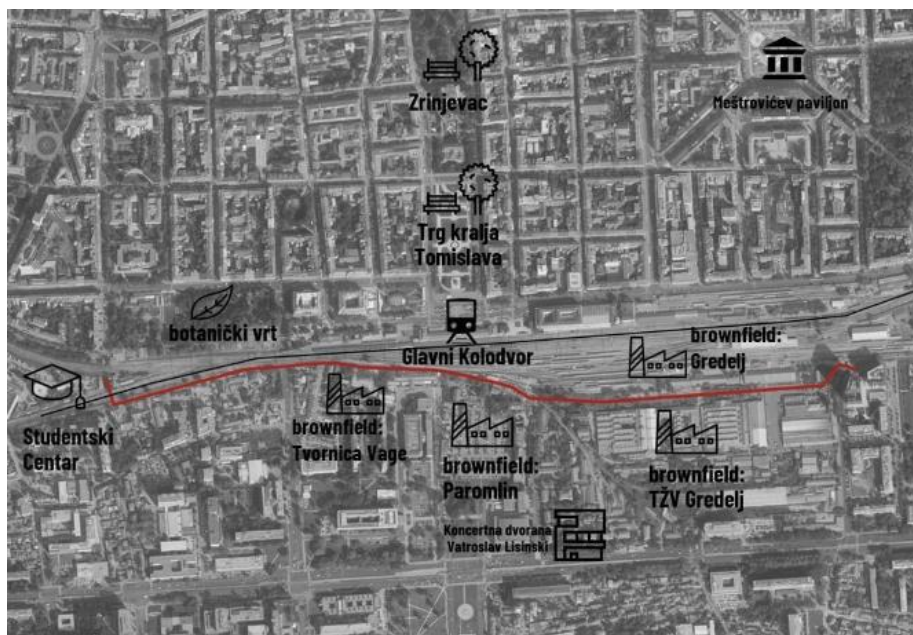 Zrinjevac
Meštrovićev paviljon
Trg kralja
Tomislava
botanički vrt
Glavni Kolodvor
brownfield:
Gredelj
Studentski
Centar
brownfield:
Tvornica Vage
brownfield:
Paromlin
brownfield:
TŽV Gredelj
Koncertna dvorana
Vatroslav Lisinski